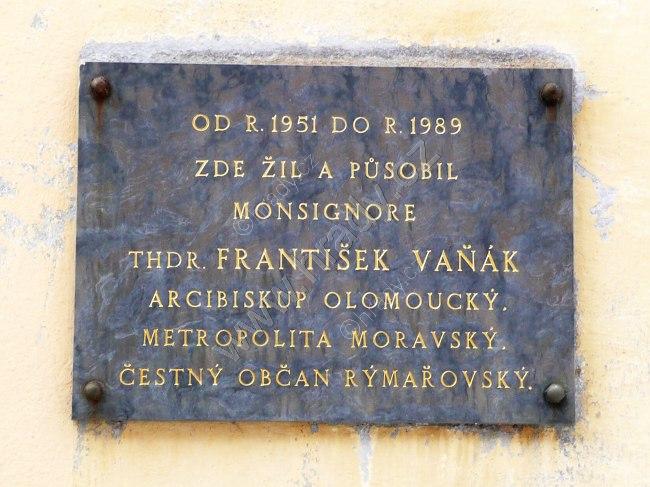 OD R. 1951 DO R. 1989
ZDE ŽIL A PŮSOBIL
MONSIGNORE
THDR. FRANTIŠEK VAŇÁK
ARCIBISKUP OLOMOUCKÝ.
METROPOLITA MORAVSKÝ.
ČESTNÝ OBČAN RÝMAŘOVSKÝ.